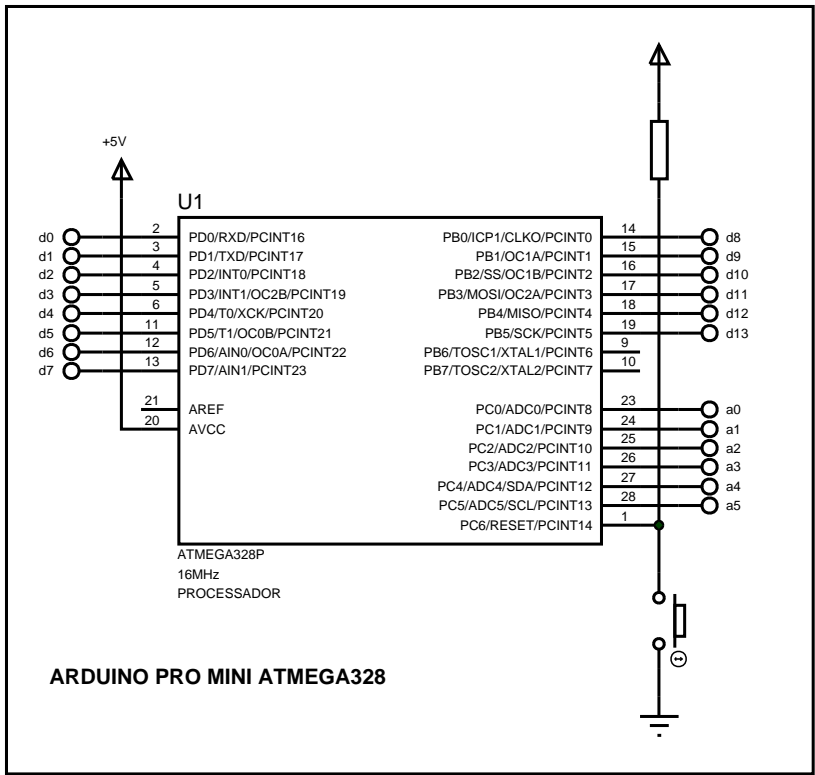 +5V
U1
d0 2 PD0/RXD/PCINT16 PB0/ICP1/CLKO/PCINT0 14 d8
d1 3 PD1/TXD/PCINT17 PB1/OC1A/PCINT1 15 d9
d2 4 PD2/INT0/PCINT18 PB2/SS/OC1B/PCINT2 16 d10
d3 5 PD3/INT1/OC2B/PCINT19 PB3/MOSI/OC2A/PCINT3 17 d11
d4 6 PD4/T0/XCK/PCINT20 PB4/MISO/PCINT4 18 d12
d5 11 PD5/T1/OC0B/PCINT21 PB5/SCK/PCINT5 19 d13
d6 12 PD6/AIN0/OC0A/PCINT22 PB6/TOSC1/XTAL1/PCINT6 9
d7 13 PD7/AIN1/PCINT23 PB7/TOSC2/XTAL2/PCINT7 10
21 AREF PC0/ADC0/PCINT8 23 a0
20 AVCC PC1/ADC1/PCINT9 24 a1
PC2/ADC2/PCINT10 25 a2
PC3/ADC3/PCINT11 26 a3
PC4/ADC4/SDA/PCINT12 27 a4
PC5/ADC5/SCL/PCINT13 28 a5
PC6/RESET/PCINT14 1
ATMEGA328P
16MHz
PROCESSADOR
ARDUINO PRO MINI ATMEGA328